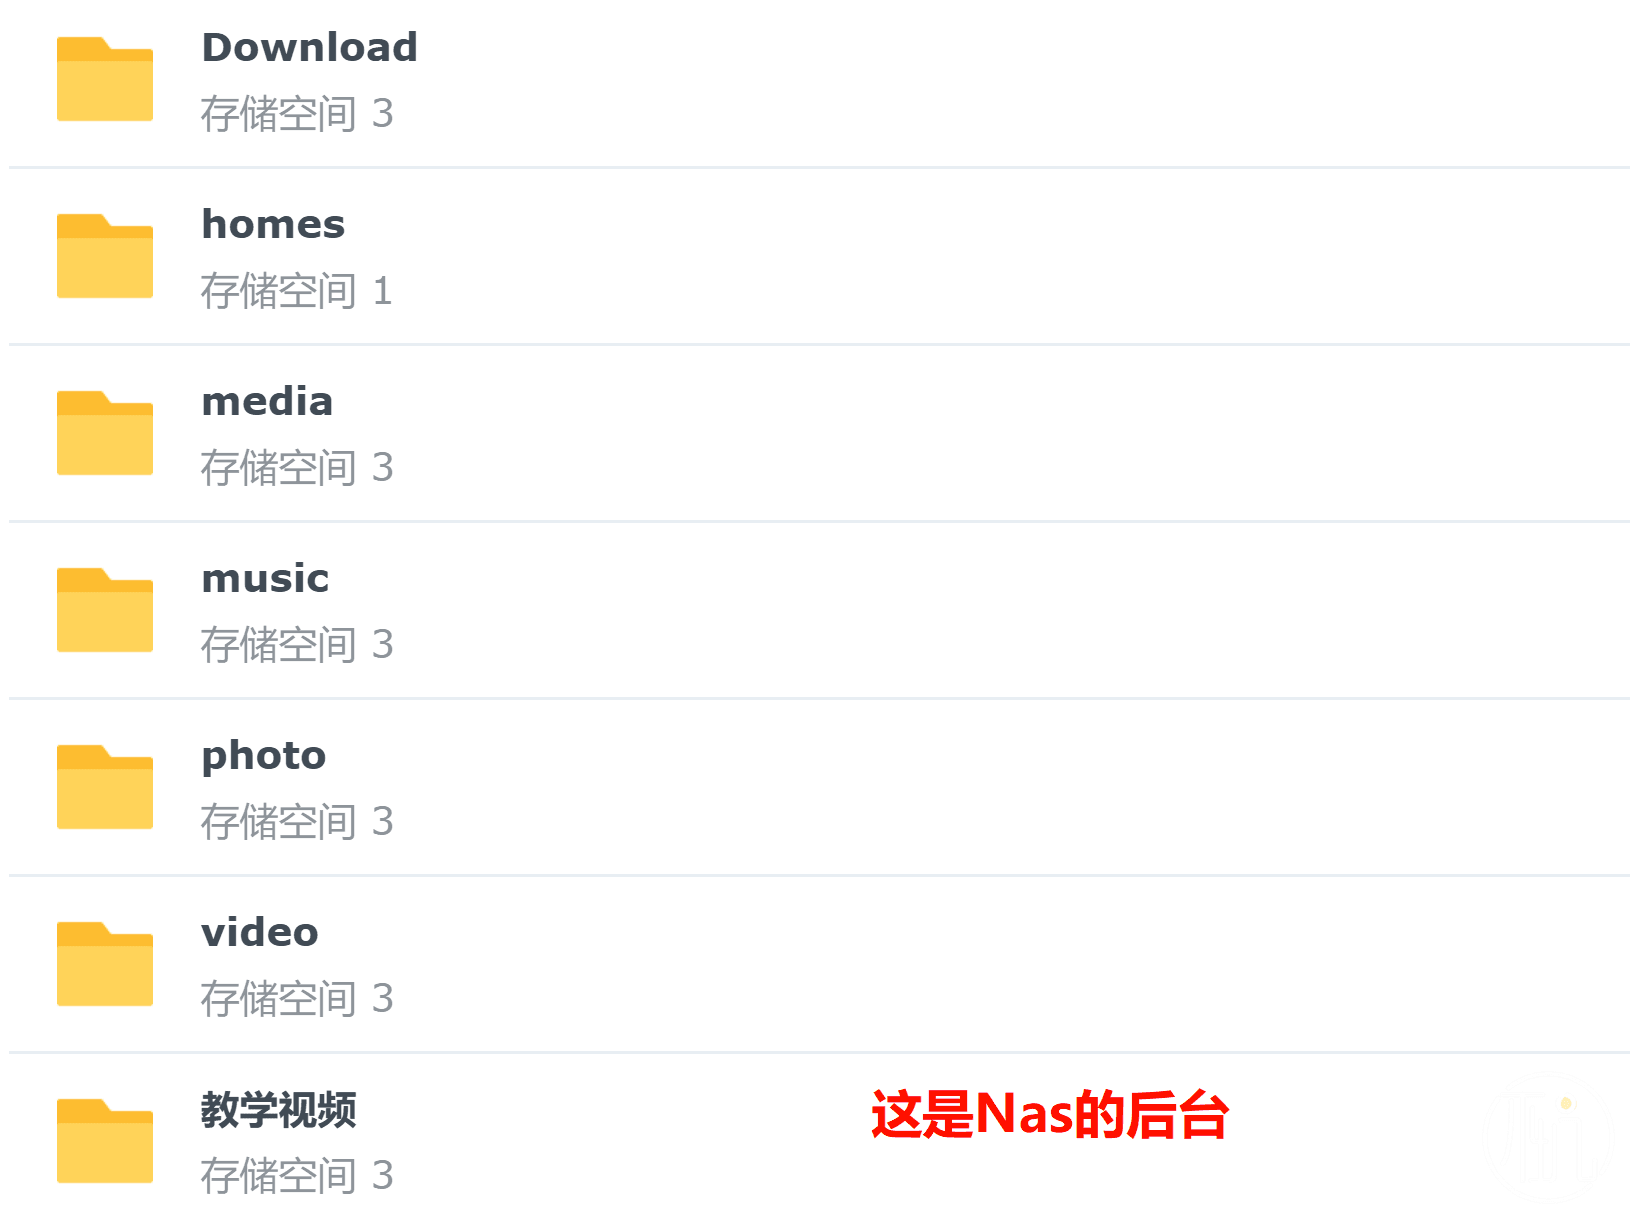 Download
存储空间 3
homes
存储空间 1
media
存储空间 3
music
存储空间 3
photo
存储空间 3
video
存储空间 3
教学视频
这是Nas的后台
存储空间 3